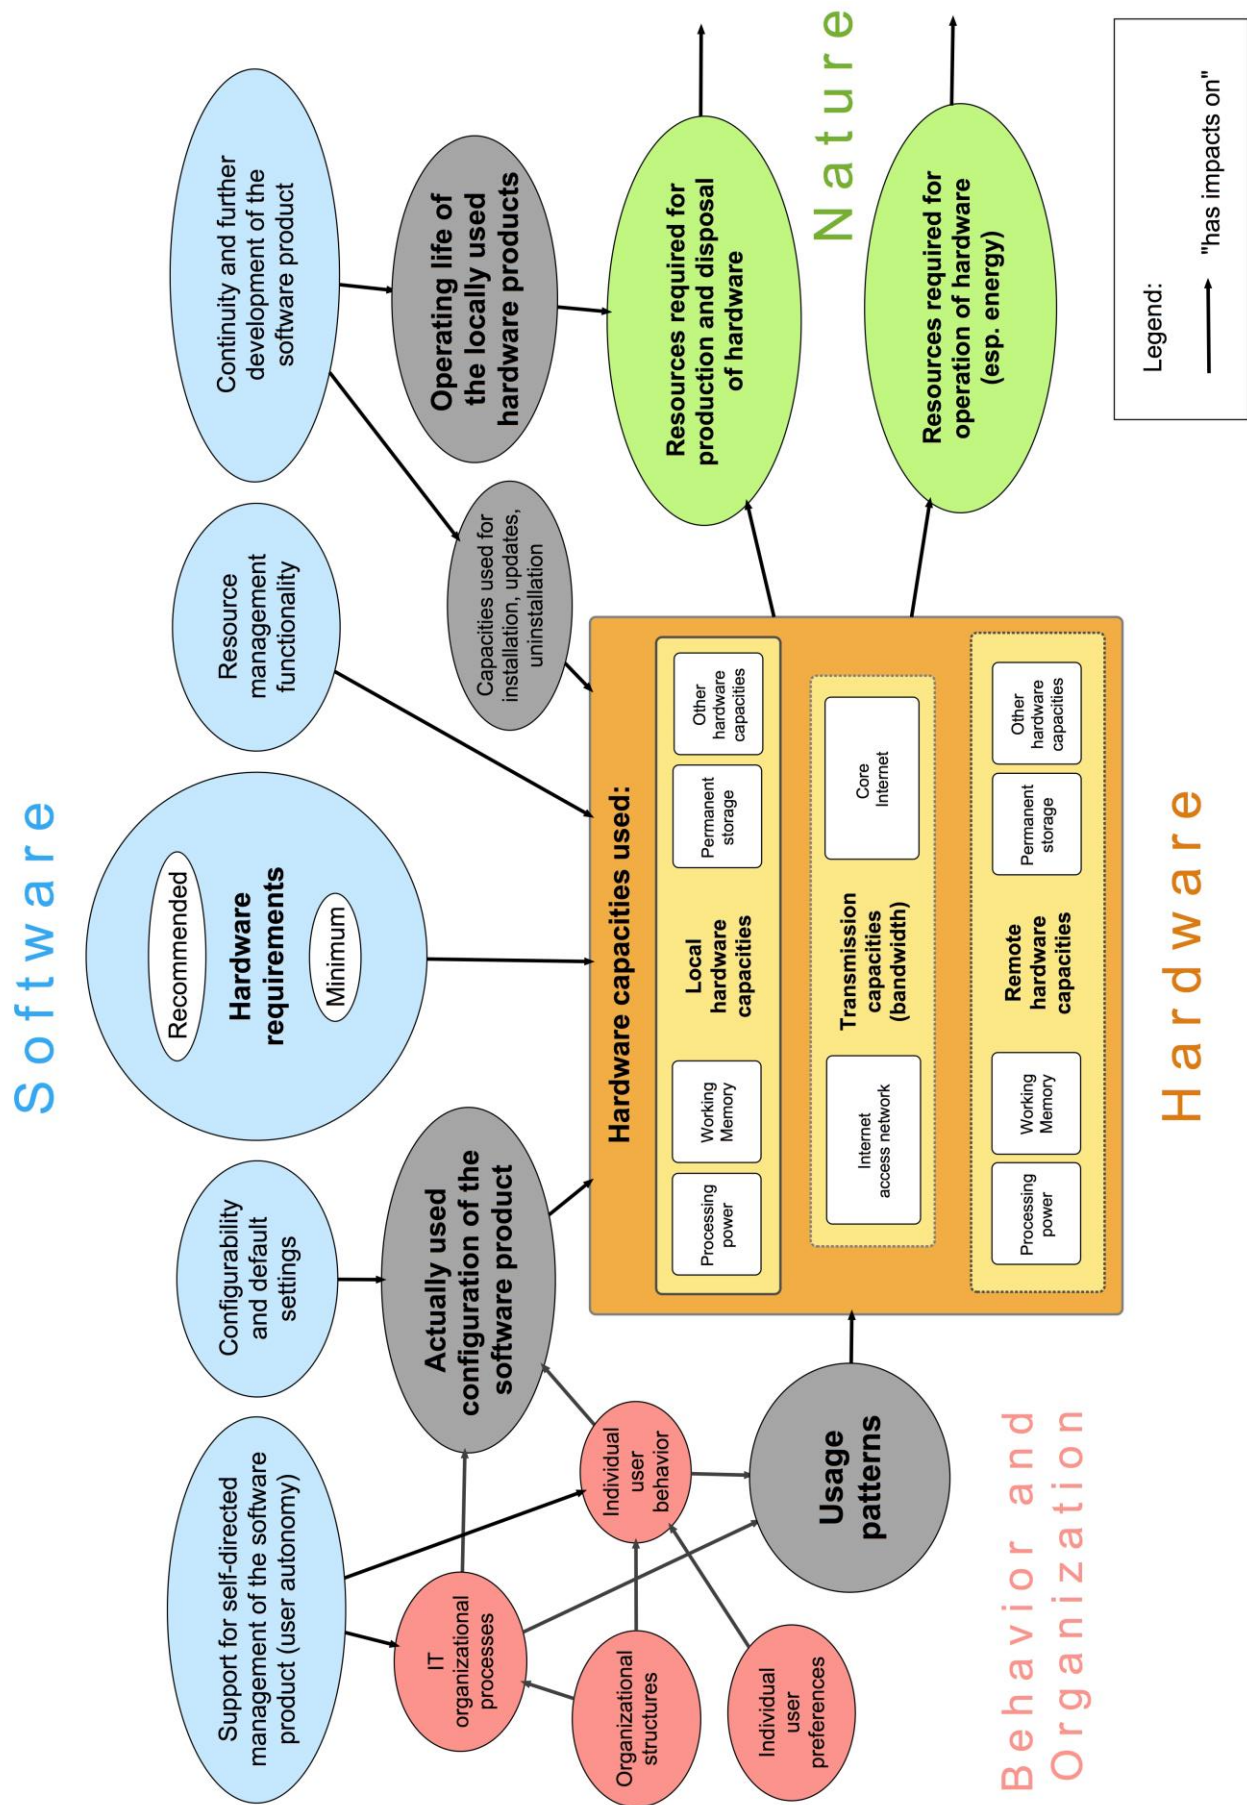 Software
Support for self-directed
management of the software
product (user autonomy)
Configurability
and default
settings
Recommended
Hardware
requirements
Minimum
Resource
management
functionality
Continuity and further
development of the
software product
IT
organizational
processes
Actually used
configuration of the
software product
Capacities used for
installation, updates,
uninstallation
Operating life of
the locally used
hardware products
Organizational
structures
Individual
user
behavior
Individual
user
preferences
Usage
patterns
Hardware capacities used:
Processing
power
Working
Memory
Local
hardware
capacities
Permanent
storage
Other
hardware
capacities
Internet
access network
Transmission
capacities
(bandwidth)
Core
Internet
Processing
power
Working
Memory
Remote
hardware
capacities
Permanent
storage
Other
hardware
capacities
Resources required for
production and disposal
of hardware
Nature
Resources required for
operation of hardware
(esp. energy)
Behavior and
Organization
Hardware
Legend:
"has impacts on"